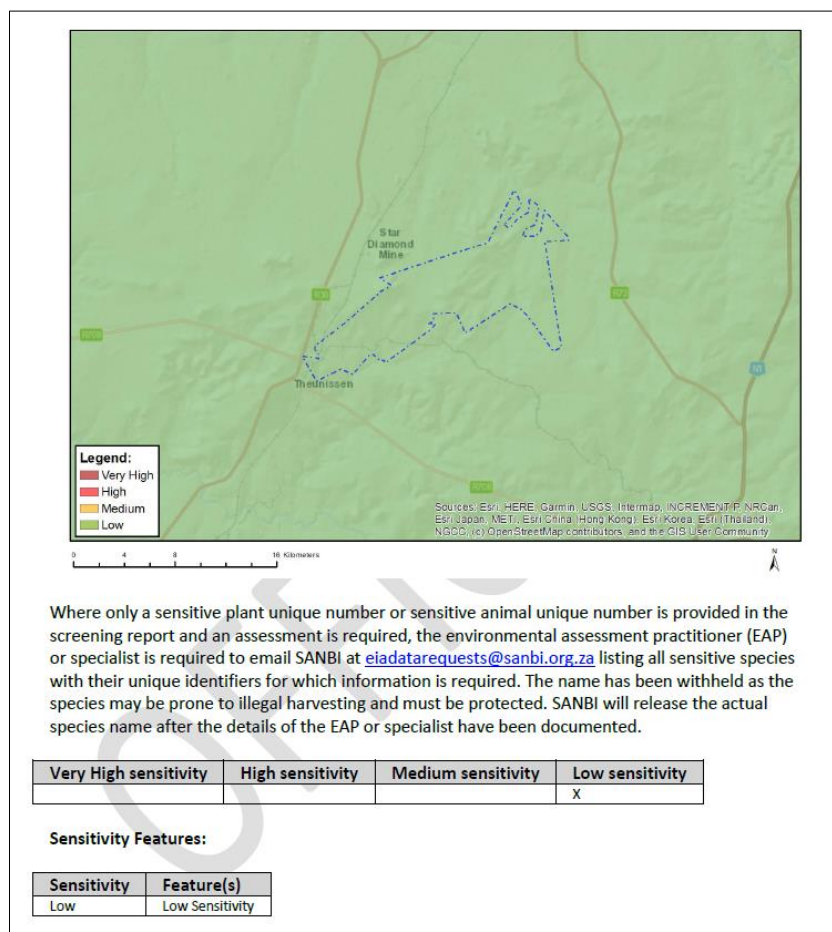 Star
Diamond
Mine
Theunissen
N1
Legend:
Very High
High
Medium
Low
Sources: Esri, HERE, Garmin, USGS, Intermap, INCREMENT P, NRCan,
Esri Japan, METI, Esri China (Hong Kong), Esri Korea, Esri (Thailand),
NGCC, (c) OpenStreetMap contributors, and the GIS User Community
0 4 8 16 Kilometers
N
Where only a sensitive plant unique number or sensitive animal unique number is provided in the
screening report and an assessment is required, the environmental assessment practitioner (EAP)
or specialist is required to email SANBI at eiadatarequests@sanbi.org.za listing all sensitive species
with their unique identifiers for which information is required. The name has been withheld as the
species may be prone to illegal harvesting and must be protected. SANBI will release the actual
species name after the details of the EAP or specialist have been documented.
Very High sensitivity High sensitivity Medium sensitivity Low sensitivity
X
Sensitivity Features:
Sensitivity Feature(s)
Low Low Sensitivity